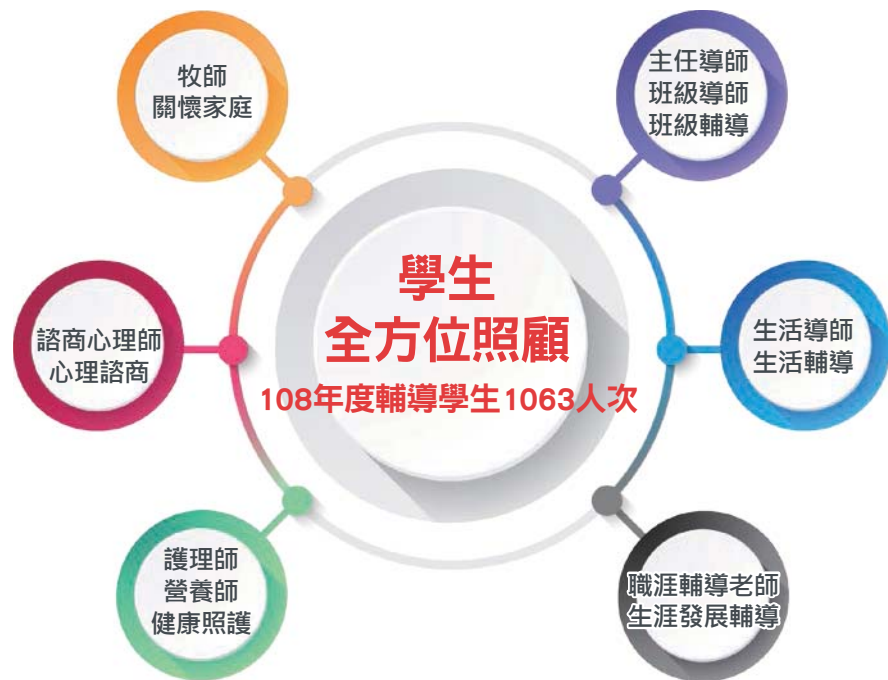 牧師
關懷家庭
主任導師
班級導師
班級輔導
學生
全方位照顧
108年度輔導學生1063人次
諮商心理師
心理諮商
生活導師
生活輔導
護理師
營養師
健康照護
職涯輔導老師
生涯發展輔導